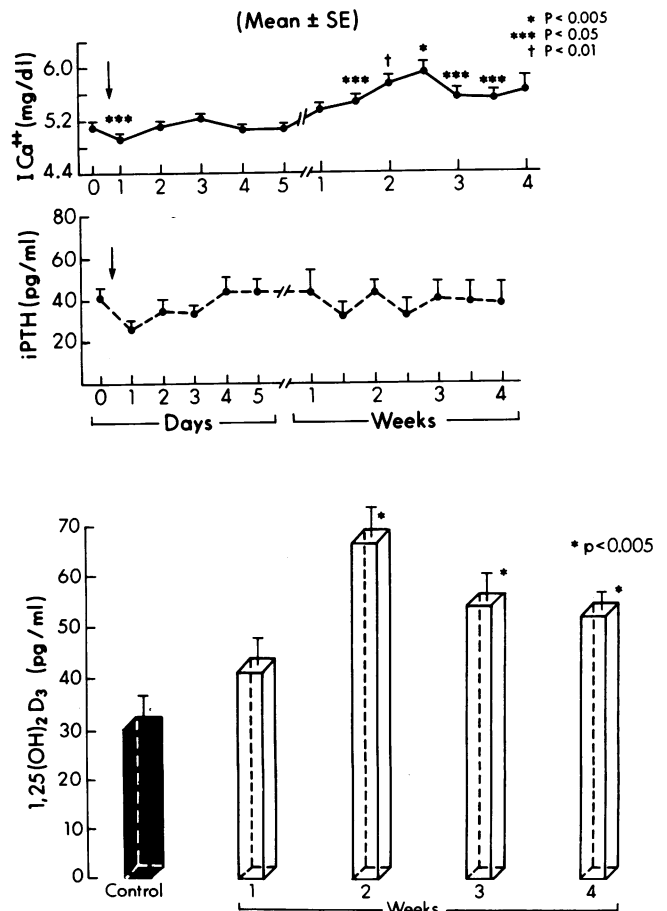 (Mean ± SE)
* P < 0.005
*** P < 0.05
† P < 0.01
I Ca⁺⁺ (mg/dl)
6.0
5.2
4.4
***
***
†
*
***
***
0 1 2 3 4 5 1 2 3 4
iPTH (pg/ml)
80
60
40
20
0 1 2 3 4 5 1 2 3 4
Days Weeks
1,25(OH)₂D₃ (pg/ml)
70
60
50
40
30
20
10
0
*
*
*
* p<0.005
Control 1 2 3 4
Weeks